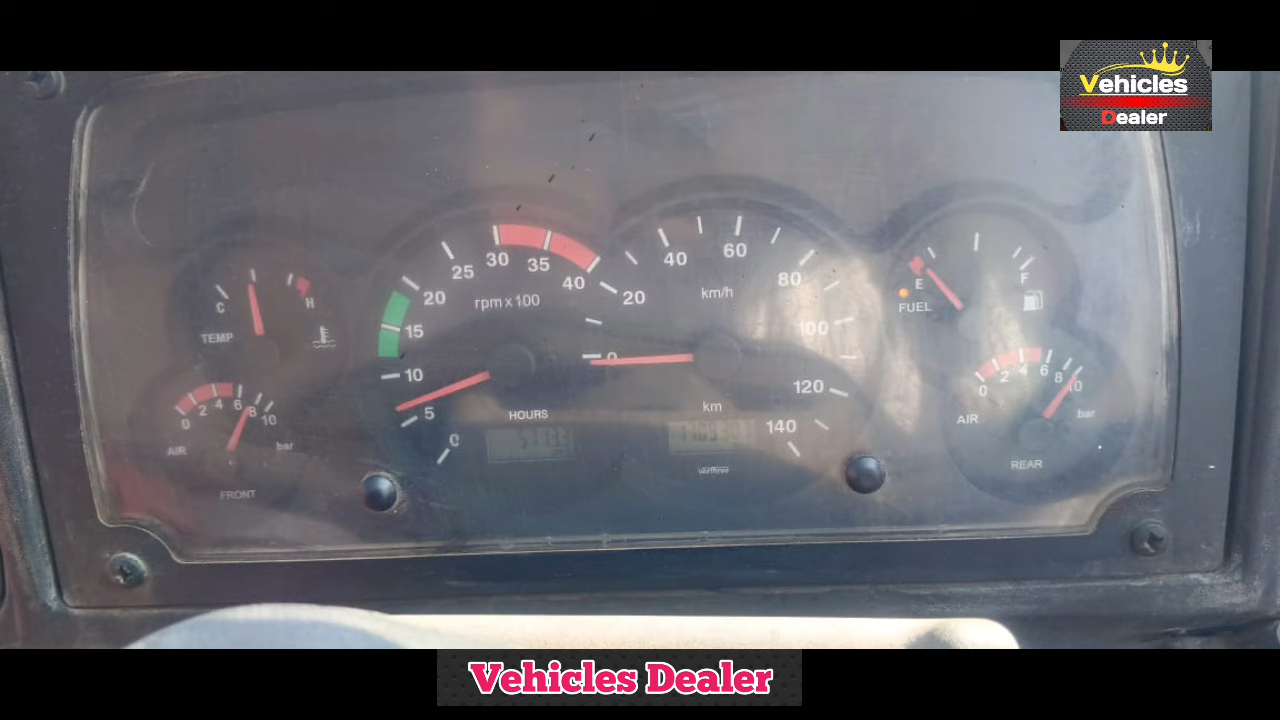 Vehicles
Dealer
C
H
TEMP
0
2
4
6
8
10
AIR
bar
FRONT
0
5
10
15
20
25
30
35
40
rpm x 100
HOURS
0
20
40
60
80
100
120
140
km/h
km
E
F
FUEL
0
2
4
6
8
10
AIR
bar
REAR
Vehicles Dealer